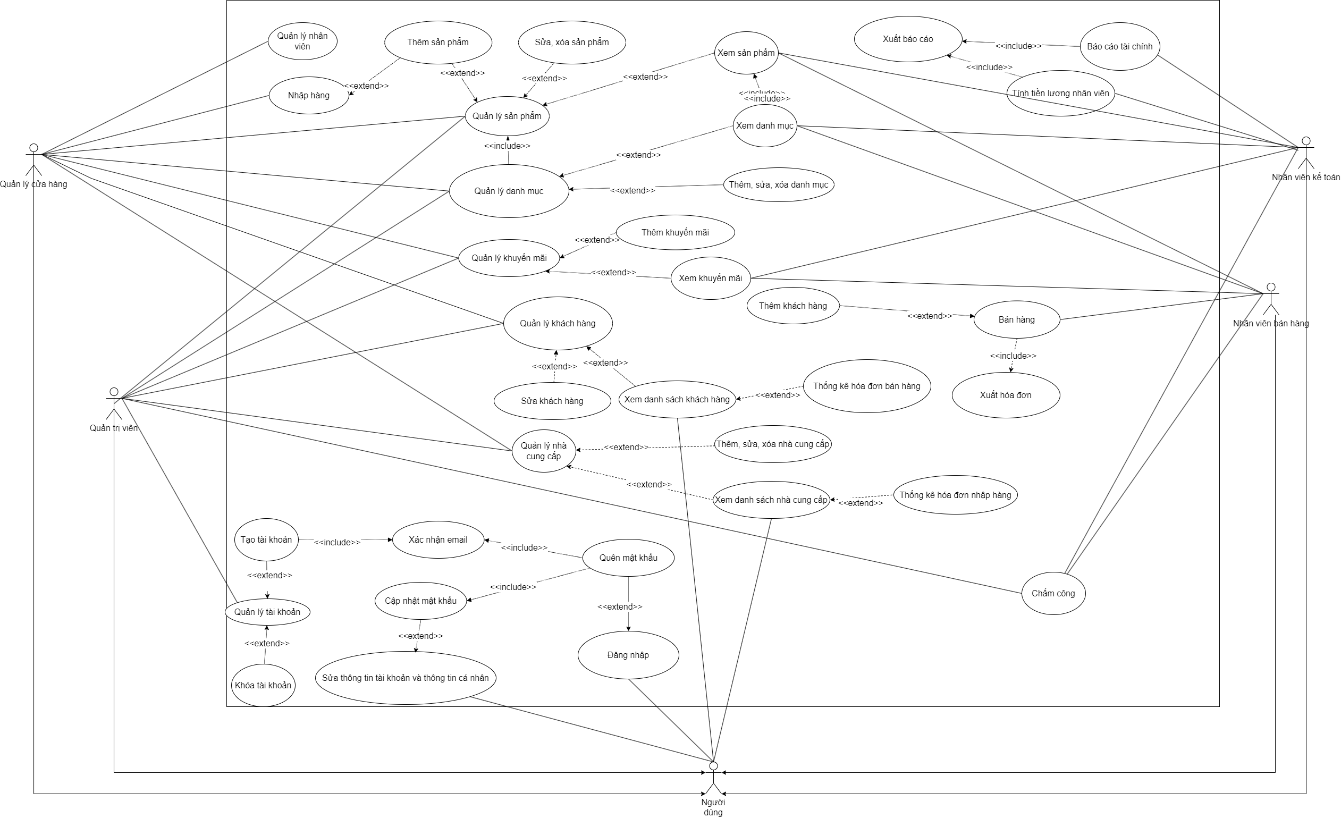 Quản lý nhân
viên
Thêm sản phẩm
Sửa, xóa sản phẩm
Xem sản phẩm
Xuất báo cáo
Báo cáo tài chính
<<include>>
<<include>>
<<extend>>
<<extend>>
<<extend>>
<<extend>>
Nhập hàng
Tính tiền lương nhân viên
<<include>>
<<include>>
Quản lý sản phẩm
Xem danh mục
<<include>>
<<extend>>
Quản lý cửa hàng
Nhân viên kế toán
Quản lý danh mục
<<extend>>
Thêm, sửa, xóa danh mục
Thêm khuyến mãi
<<extend>>
Quản lý khuyến mãi
<<extend>>
Xem khuyến mãi
Thêm khách hàng
<<extend>>
Bán hàng
Nhân viên bán hàng
Quản lý khách hàng
<<include>>
<<extend>>
<<extend>>
Sửa khách hàng
Xem danh sách khách hàng
<<extend>>
Thống kê hóa đơn bán hàng
Xuất hóa đơn
Quản trị viên
Quản lý nhà
cung cấp
<<extend>>
Thêm, sửa, xóa nhà cung cấp
<<extend>>
Xem danh sách nhà cung cấp
<<extend>>
Thống kê hóa đơn nhập hàng
Tạo tài khoản
<<include>>
Xác nhận email
<<include>>
Quên mật khẩu
<<extend>>
<<include>>
Cập nhật mật khẩu
Chấm công
Quản lý tài khoản
<<extend>>
<<extend>>
<<extend>>
Đăng nhập
Khóa tài khoản
Sửa thông tin tài khoản và thông tin cá nhân
Người
dùng